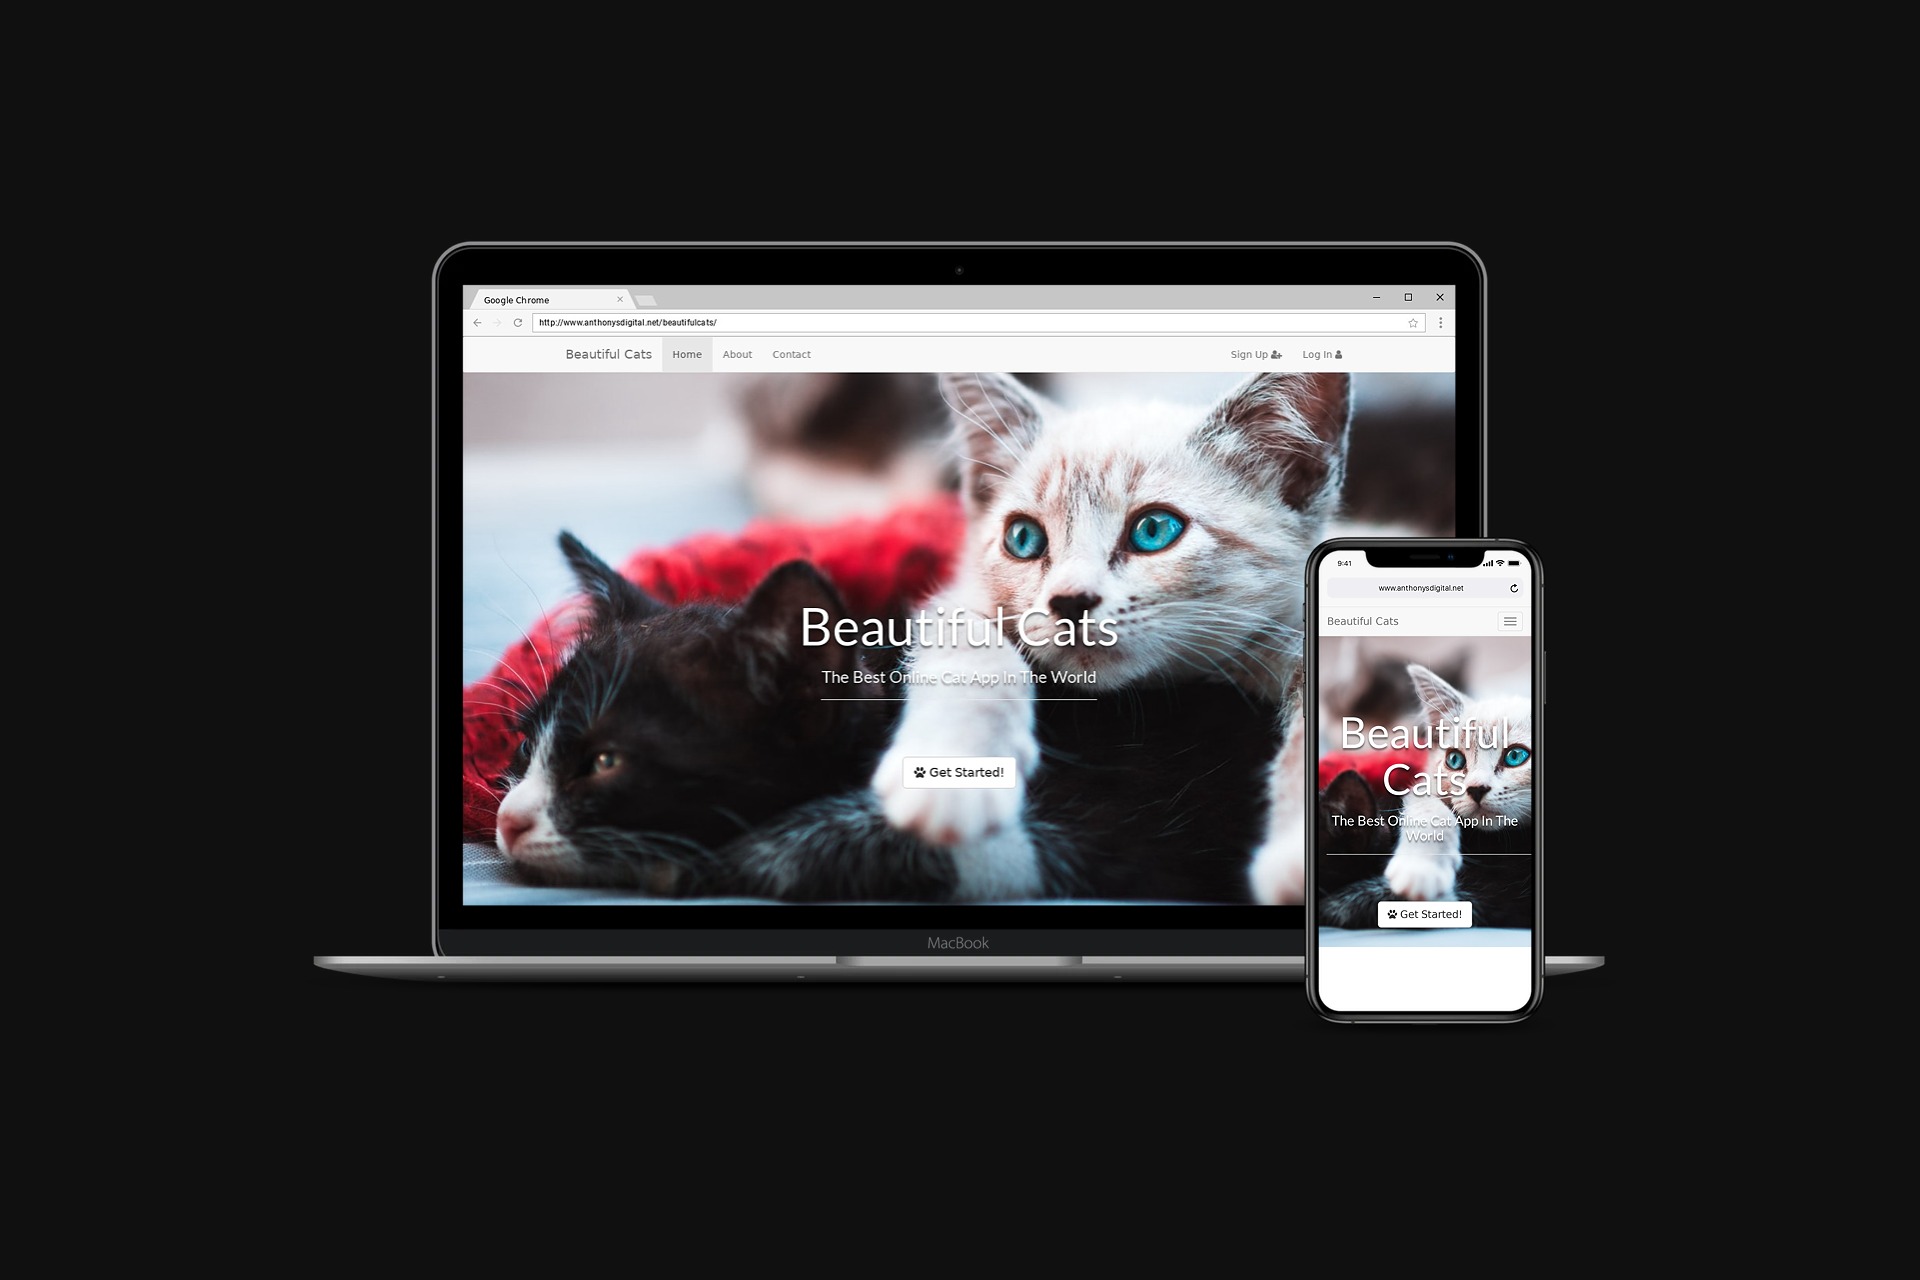 Google Chrome
http://www.anthonysdigital.net/beautifulcats/
Beautiful Cats Home About Contact Sign Up Log In
Beautiful Cats
The Best Online Cat App In The World
Get Started!
MacBook
9:41
www.anthonysdigital.net
Beautiful Cats
Beautiful
Cats
The Best Online Cat App In The
World
Get Started!